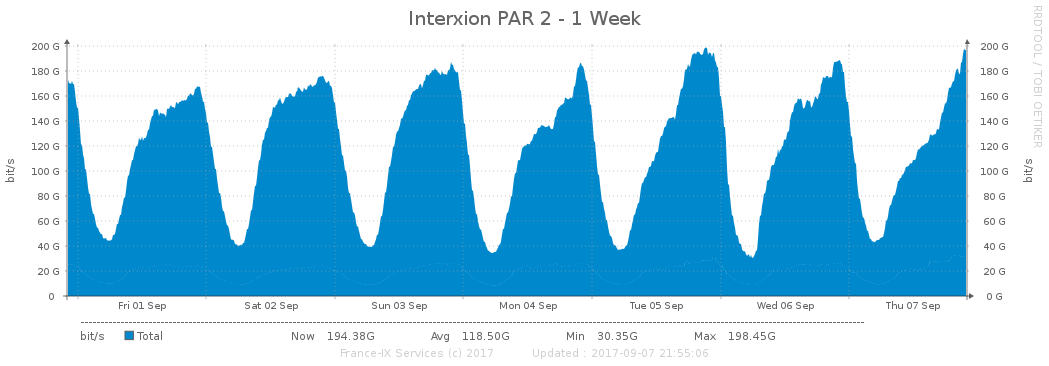 Interxion PAR 2 - 1 Week
RRDTOOL / TOBI OETIKER
200 G 200 G
180 G 180 G
160 G 160 G
140 G 140 G
120 G 120 G
100 G 100 G
80 G 80 G
60 G 60 G
40 G 40 G
20 G 20 G
0 0 G
bit/s bit/s
Fri 01 Sep Sat 02 Sep Sun 03 Sep Mon 04 Sep Tue 05 Sep Wed 06 Sep Thu 07 Sep
bit/s Total Now 194.38G Avg 118.50G Min 30.35G Max 198.45G
France-IX Services (c) 2017 Updated : 2017-09-07 21:55:06